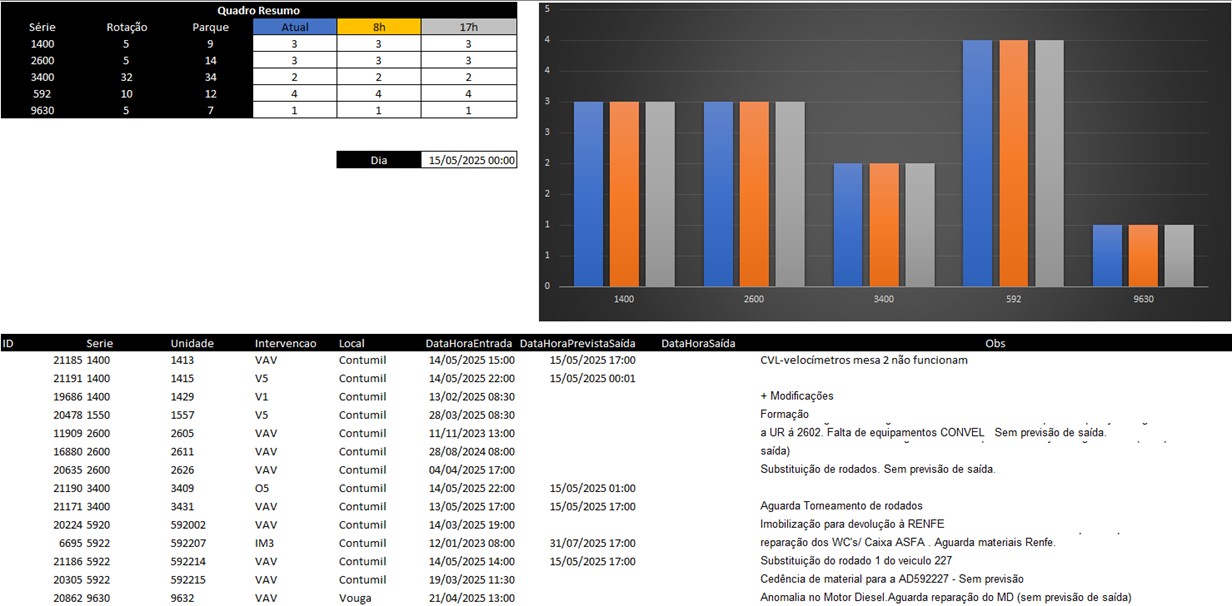 Quadro Resumo
Série Rotação Parque Atual 8h 17h
1400 5 9 3 3 3
2600 5 14 3 3 3
3400 32 34 2 2 2
592 10 12 4 4 4
9630 5 7 1 1 1
Dia 15/05/2025 00:00
5
4
4
3
3
2
2
1
1
0
1400 2600 3400 592 9630
ID Serie Unidade Intervencao Local DataHoraEntrada DataHoraPrevistaSaída DataHoraSaída Obs
21185 1400 1413 VAV Contumil 14/05/2025 15:00 15/05/2025 17:00 CVL-velocímetros mesa 2 não funcionam
21191 1400 1415 V5 Contumil 14/05/2025 22:00 15/05/2025 00:01
19686 1400 1429 V1 Contumil 13/02/2025 08:30 + Modificações
20478 1550 1557 V5 Contumil 28/03/2025 08:30 Formação
11909 2600 2605 VAV Contumil 11/11/2023 13:00 a UR á 2602. Falta de equipamentos CONVEL Sem previsão de saída.
16880 2600 2611 VAV Contumil 28/08/2024 08:00 saída)
20635 2600 2626 VAV Contumil 04/04/2025 17:00 Substituição de rodados. Sem previsão de saída.
21190 3400 3409 O5 Contumil 14/05/2025 22:00 15/05/2025 01:00
21171 3400 3431 VAV Contumil 13/05/2025 17:00 15/05/2025 17:00 Aguarda Torneamento de rodados
20224 5920 592002 VAV Contumil 14/03/2025 19:00 Imobilização para devolução à RENFE
6695 5922 592207 IM3 Contumil 12/01/2023 08:00 31/07/2025 17:00 reparação dos WC's/ Caixa ASFA . Aguarda materiais Renfe.
21186 5922 592214 VAV Contumil 14/05/2025 14:00 15/05/2025 17:00 Substituição do rodado 1 do veiculo 227
20305 5922 592215 VAV Contumil 19/03/2025 11:30 Cedência de material para a AD592227 - Sem previsão
20862 9630 9632 VAV Vouga 21/04/2025 13:00 Anomalia no Motor Diesel.Aguarda reparação do MD (sem previsão de saída)